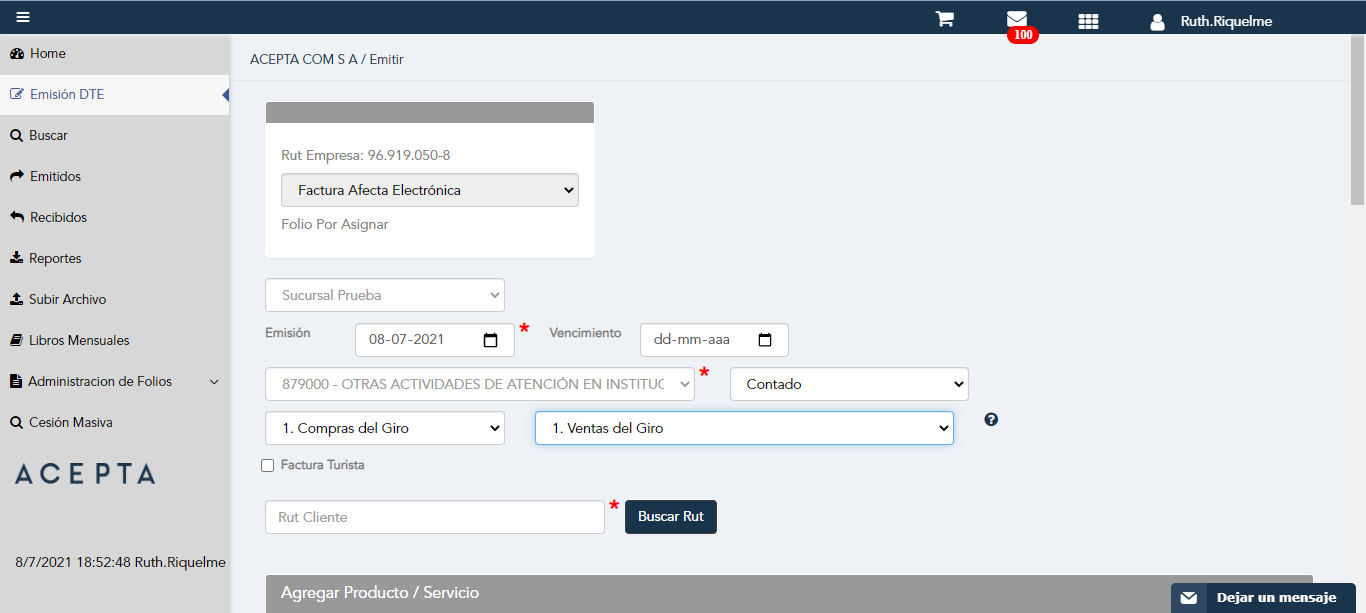 Ruth.Riquelme
100
Home
Emisión DTE
Buscar
Emitidos
Recibidos
Reportes
Subir Archivo
Libros Mensuales
Administracion de Folios
Cesión Masiva
ACEPTA
8/7/2021 18:52:48 Ruth.Riquelme
ACEPTA COM S A / Emitir
Rut Empresa: 96.919.050-8
Factura Afecta Electrónica
Folio Por Asignar
Sucursal Prueba
Emisión 08-07-2021 * Vencimiento dd-mm-aaa
879000 - OTRAS ACTIVIDADES DE ATENCIÓN EN INSTITUC * Contado
1. Compras del Giro 1. Ventas del Giro ?
Factura Turista
Rut Cliente * Buscar Rut
Agregar Producto / Servicio
Dejar un mensaje